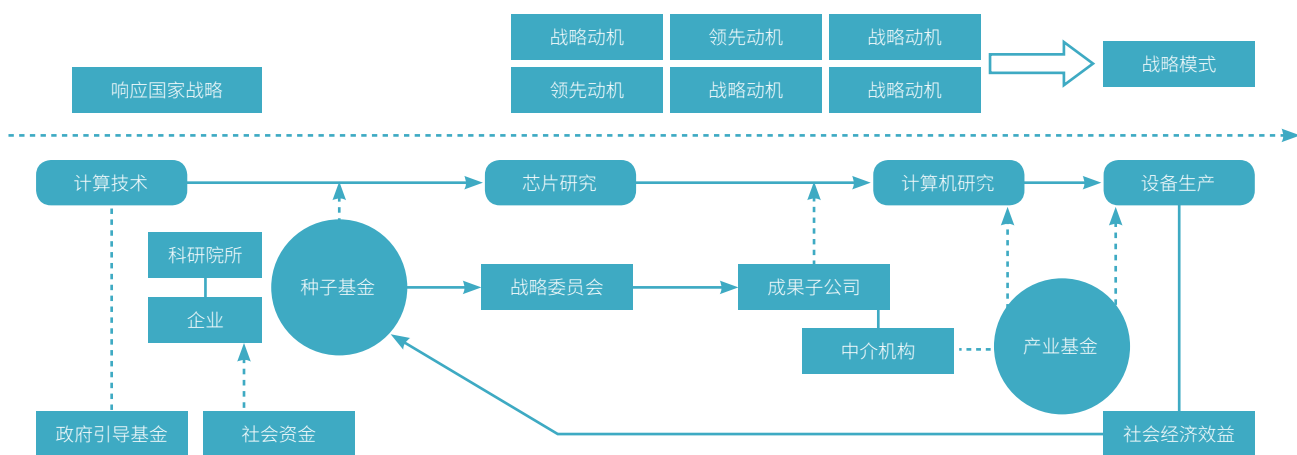 战略动机
领先动机
战略动机
响应国家战略
领先动机
战略动机
战略动机
战略模式
计算技术
芯片研究
计算机研究
设备生产
科研院所
企业
种子基金
战略委员会
成果子公司
中介机构
产业基金
政府引导基金
社会资金
社会经济效益